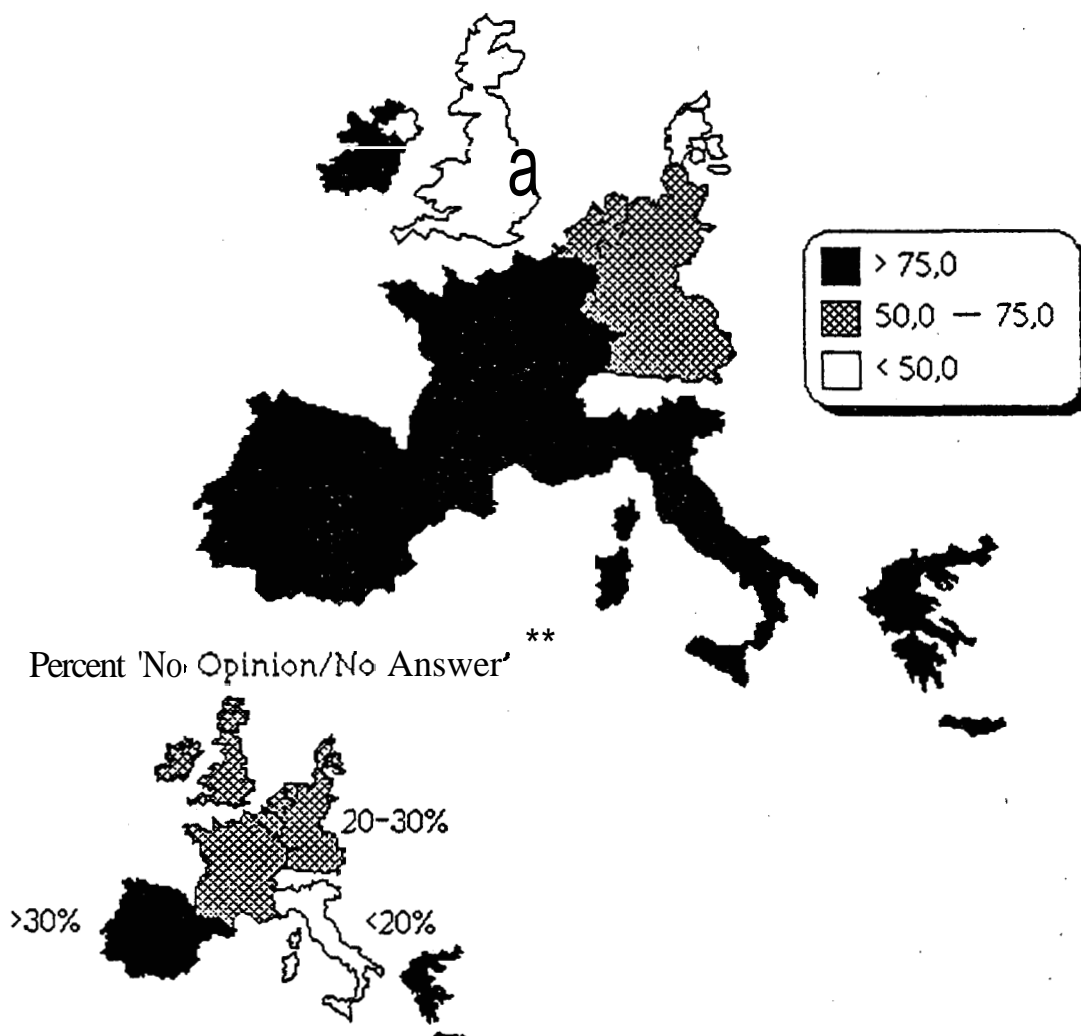 a
> 75,0
50,0 — 75,0
< 50,0
**
Percent 'No Opinion/No Answer'
20-30%
>30%
<20%